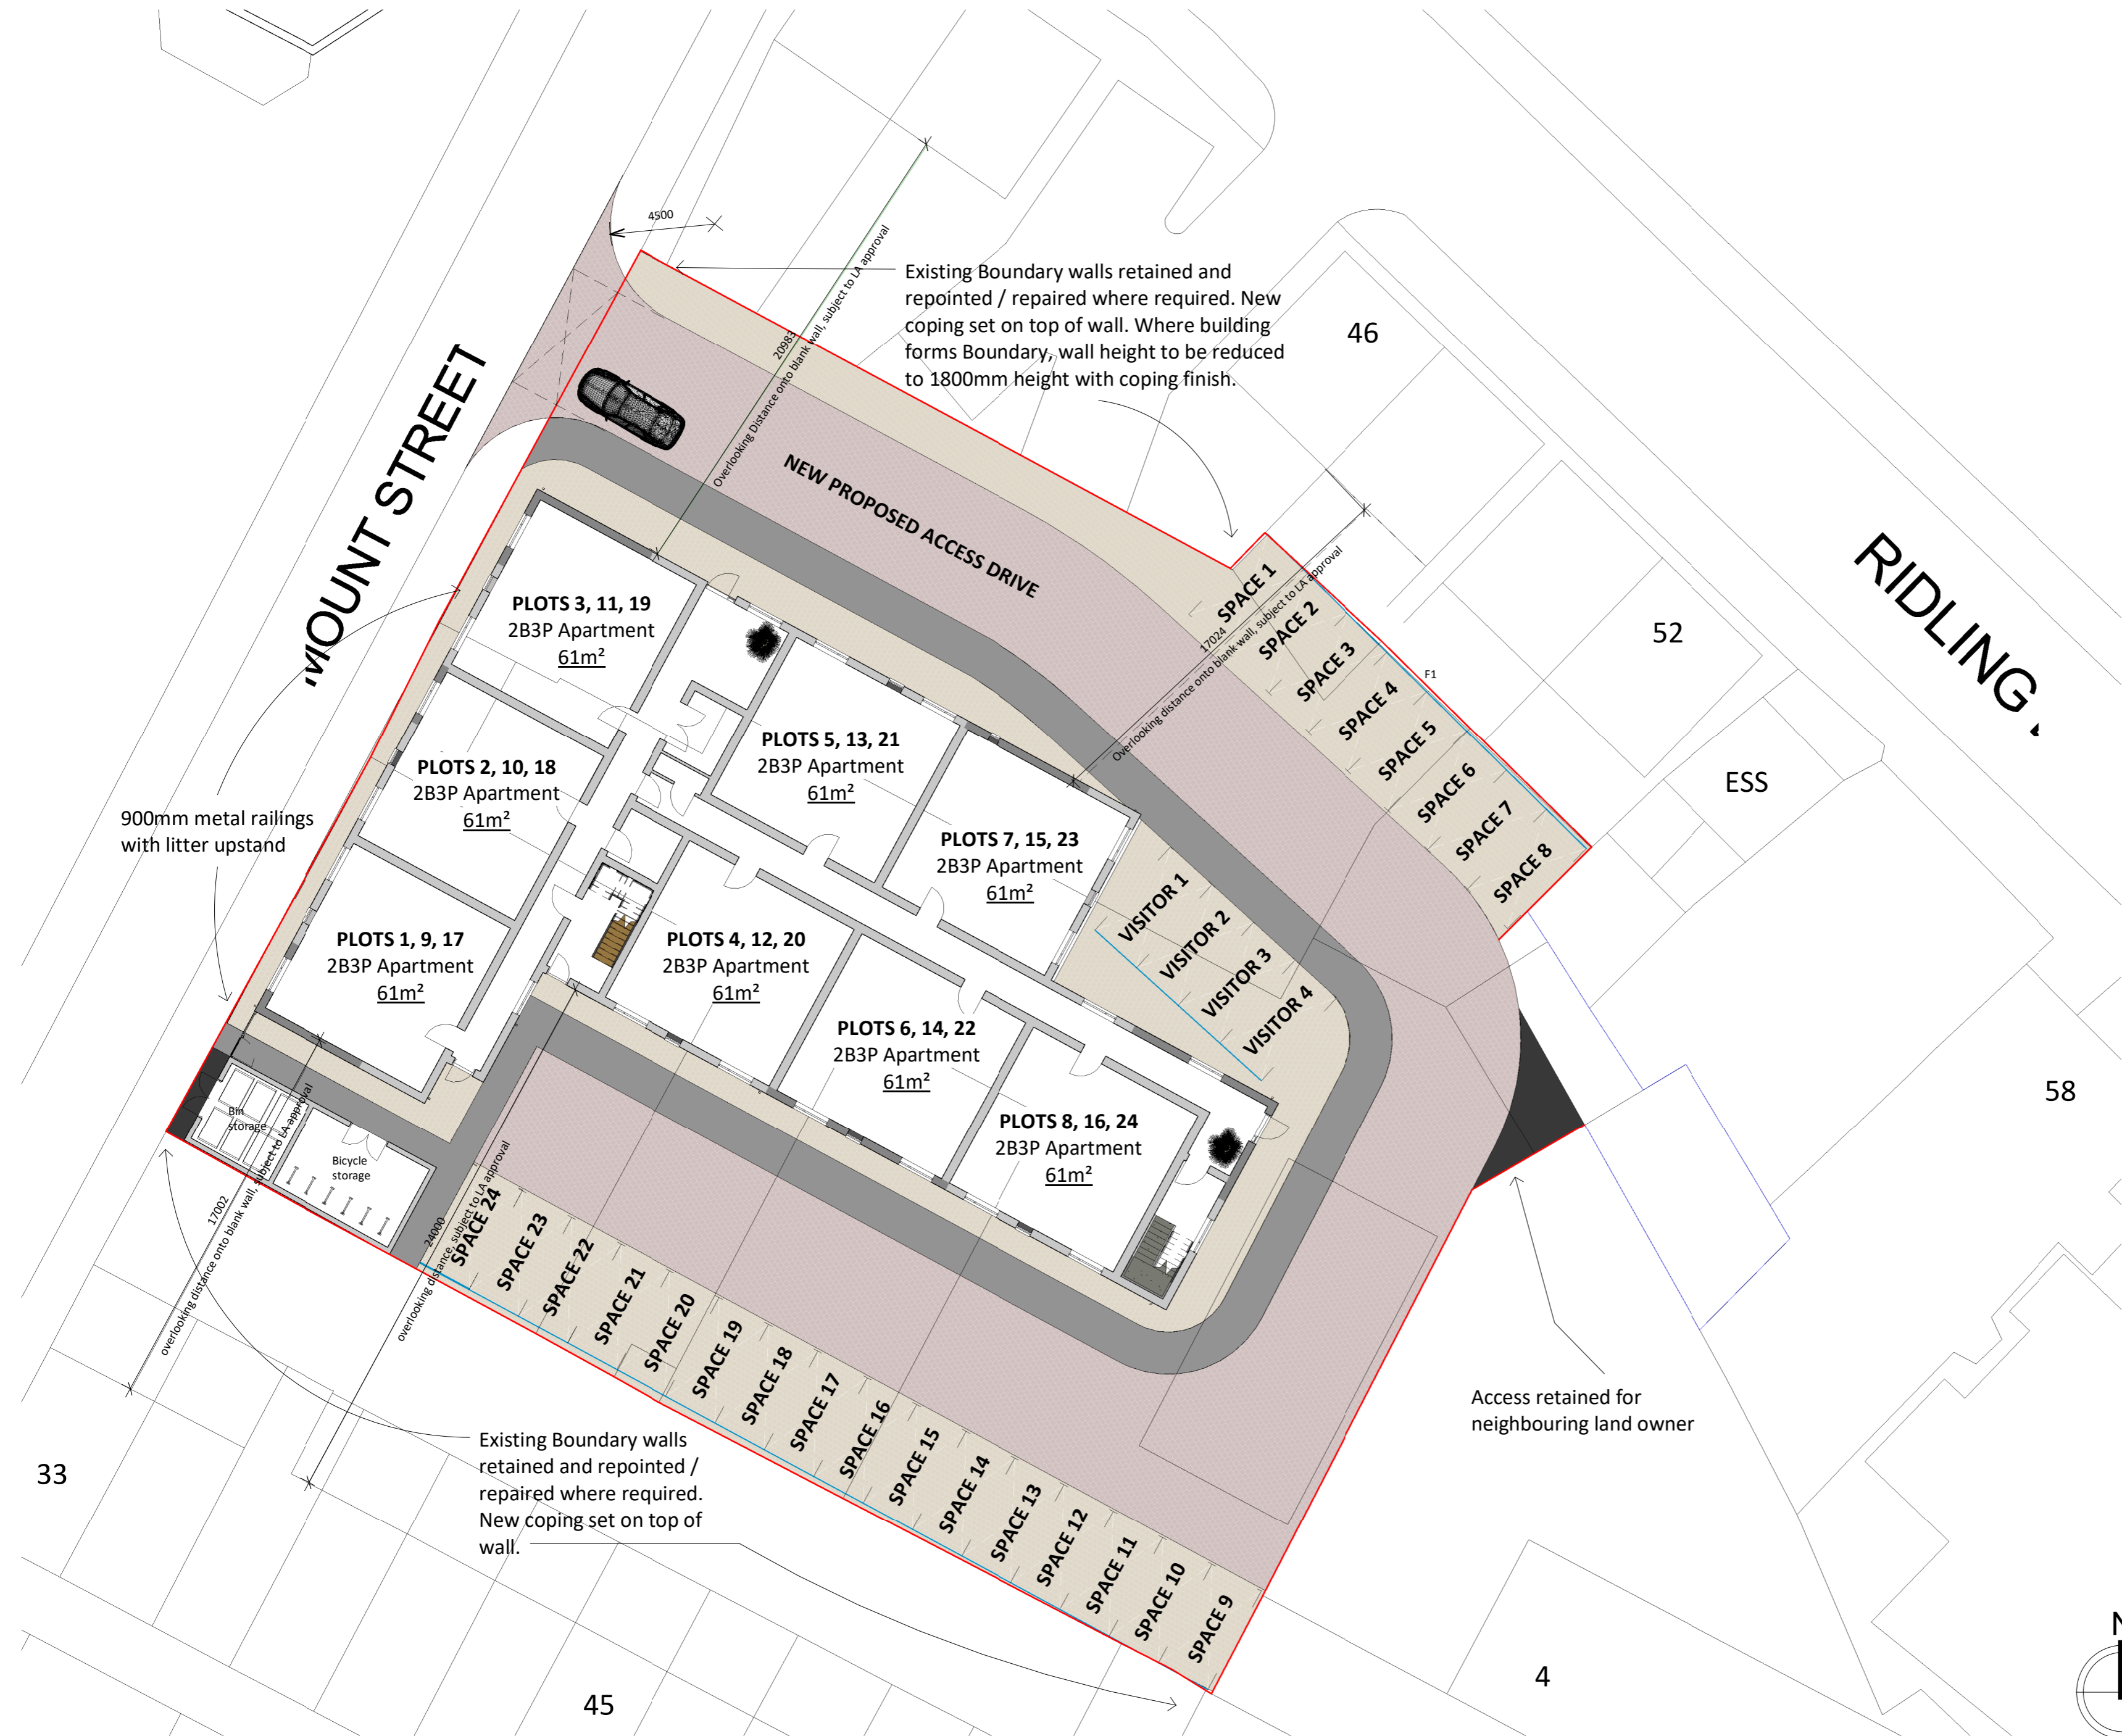 4500
Existing Boundary walls retained and
repointed / repaired where required. New
coping set on top of wall. Where building
forms Boundary, wall height to be reduced
to 1800mm height with coping finish.
46
20983
Overlooking Distance onto blank wall, subject to LA approval
MOUNT STREET
NEW PROPOSED ACCESS DRIVE
RIDLING
SPACE 1
SPACE 2
SPACE 3
SPACE 4
SPACE 5
SPACE 6
SPACE 7
SPACE 8
17024
Overlooking distance onto blank wall, subject to LA approval
F1
52
ESS
58
PLOTS 3, 11, 19
2B3P Apartment
61m²
PLOTS 2, 10, 18
2B3P Apartment
61m²
PLOTS 5, 13, 21
2B3P Apartment
61m²
PLOTS 7, 15, 23
2B3P Apartment
61m²
900mm metal railings
with litter upstand
PLOTS 1, 9, 17
2B3P Apartment
61m²
PLOTS 4, 12, 20
2B3P Apartment
61m²
PLOTS 6, 14, 22
2B3P Apartment
61m²
PLOTS 8, 16, 24
2B3P Apartment
61m²
VISITOR 1
VISITOR 2
VISITOR 3
VISITOR 4
Bin
storage
Bicycle
storage
17002
overlooking distance onto blank wall, subject to LA approval
24000
overlooking distance, subject to LA approval
SPACE 24
SPACE 23
SPACE 22
SPACE 21
SPACE 20
SPACE 19
SPACE 18
SPACE 17
SPACE 16
SPACE 15
SPACE 14
SPACE 13
SPACE 12
SPACE 11
SPACE 10
SPACE 9
Access retained for
neighbouring land owner
Existing Boundary walls
retained and repointed /
repaired where required.
New coping set on top of
wall.
33
45
4
N